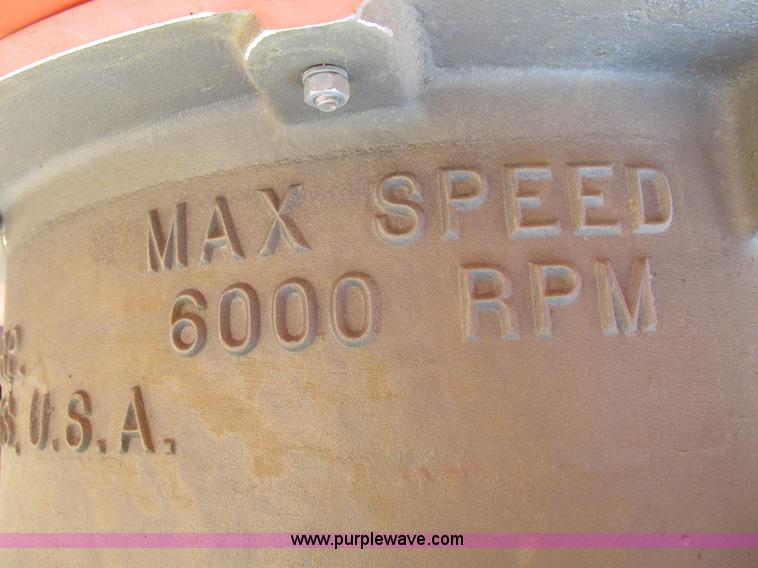 MAX SPEED
6000 RPM
U.S.A.
www.purplewave.com